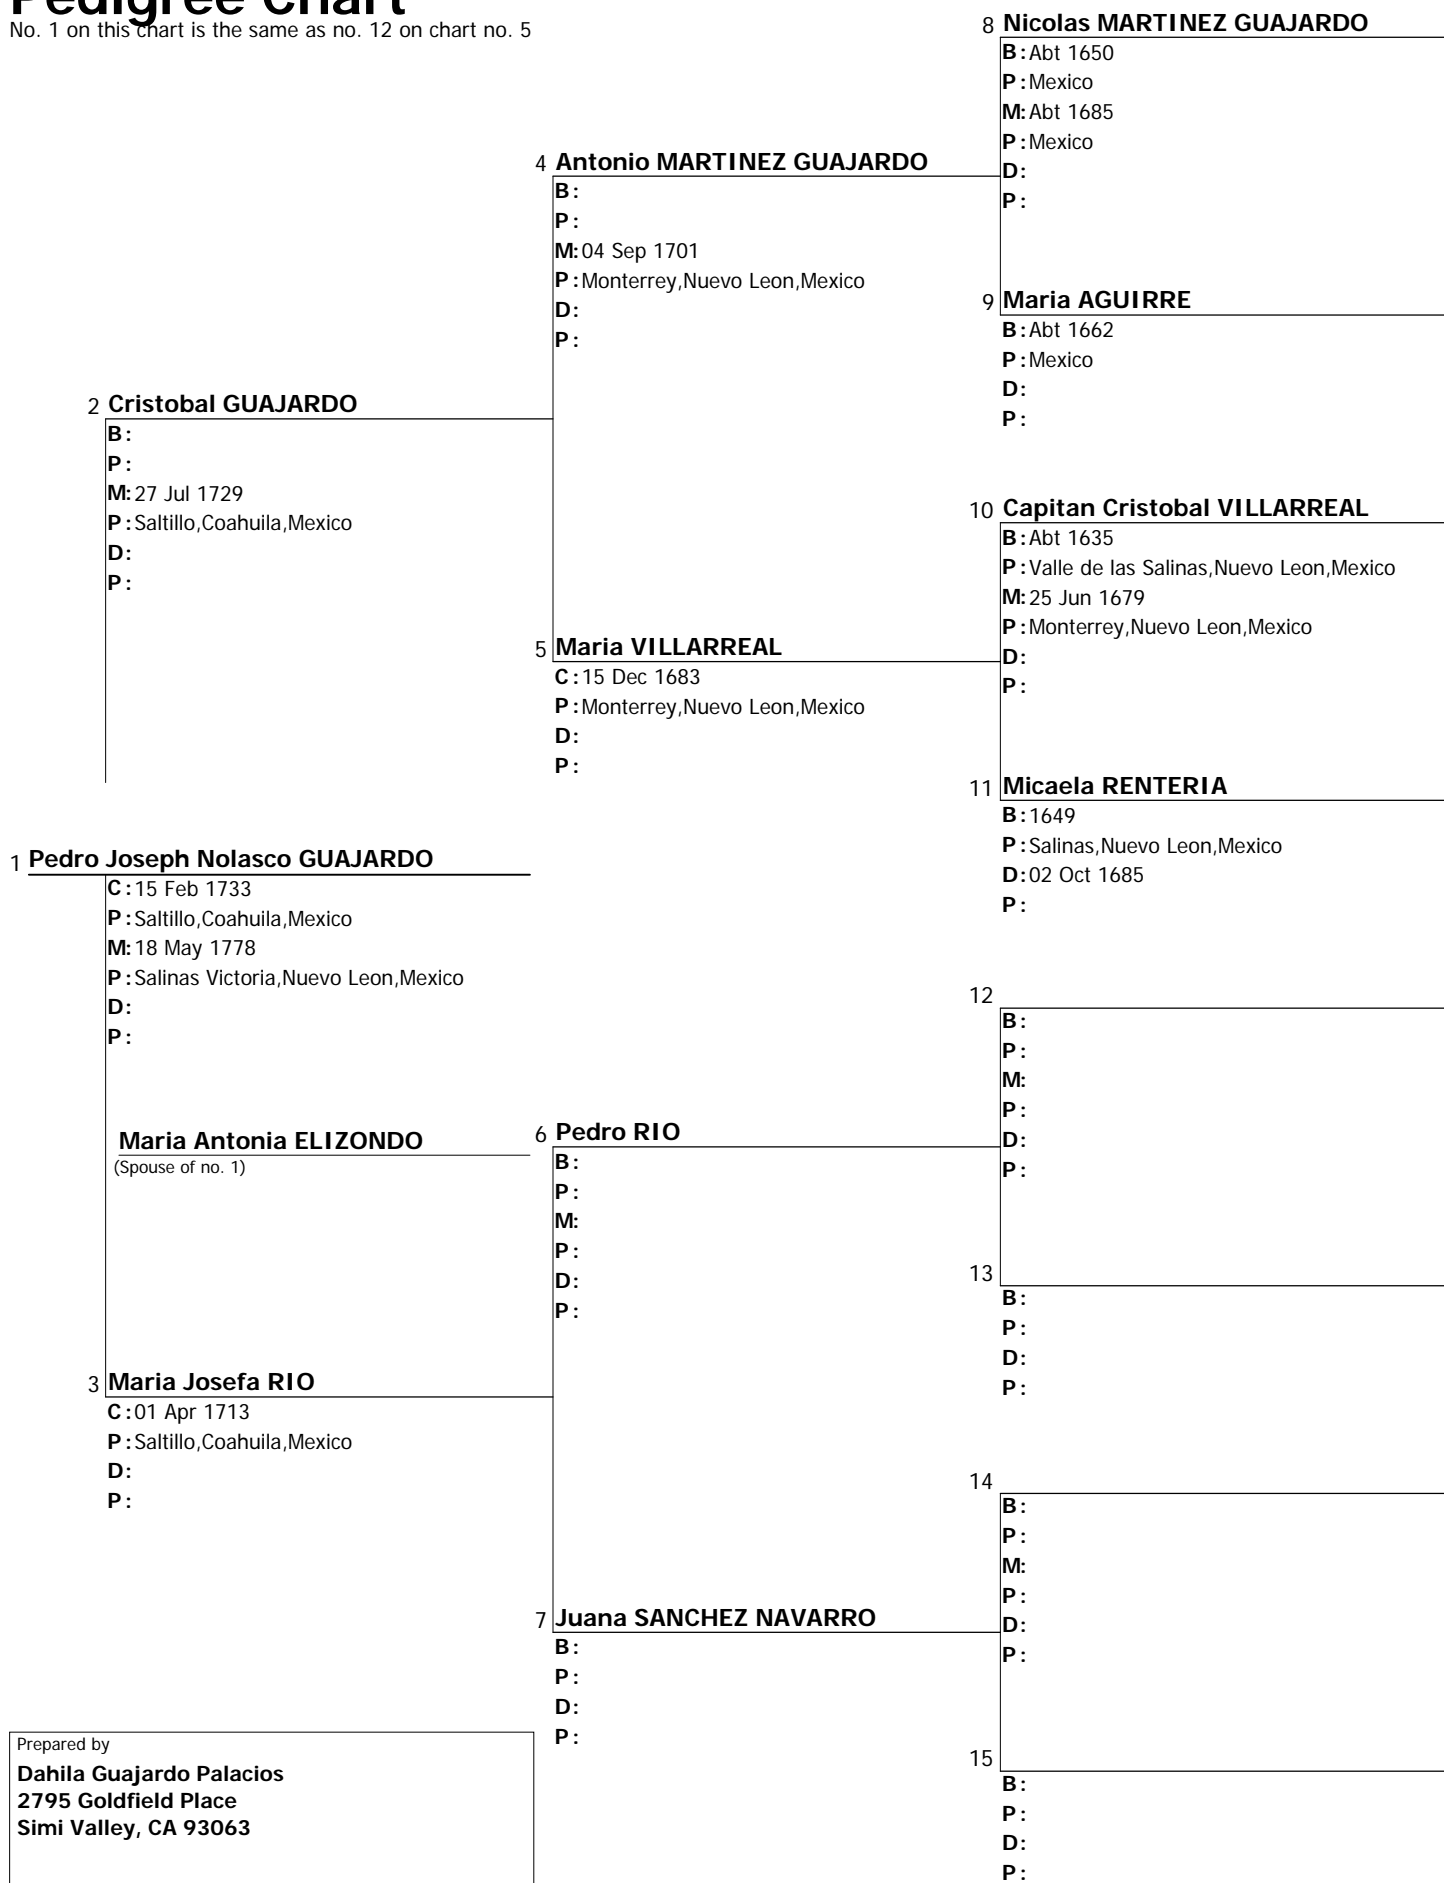 Pedigree Chart
No. 1 on this chart is the same as no. 12 on chart no. 5
8 Nicolas MARTINEZ GUAJARDO
B: Abt 1650
P: Mexico
M: Abt 1685
P: Mexico
D:
P:
4 Antonio MARTINEZ GUAJARDO
B:
P:
M: 04 Sep 1701
P: Monterrey,Nuevo Leon,Mexico
D:
P:
9 Maria AGUIRRE
B: Abt 1662
P: Mexico
D:
P:
2 Cristobal GUAJARDO
B:
P:
M: 27 Jul 1729
P: Saltillo,Coahuila,Mexico
D:
P:
10 Capitan Cristobal VILLARREAL
B: Abt 1635
P: Valle de las Salinas,Nuevo Leon,Mexico
M: 25 Jun 1679
P: Monterrey,Nuevo Leon,Mexico
D:
P:
5 Maria VILLARREAL
C: 15 Dec 1683
P: Monterrey,Nuevo Leon,Mexico
D:
P:
11 Micaela RENTERIA
B: 1649
P: Salinas,Nuevo Leon,Mexico
D: 02 Oct 1685
P:
1 Pedro Joseph Nolasco GUAJARDO
C: 15 Feb 1733
P: Saltillo,Coahuila,Mexico
M: 18 May 1778
P: Salinas Victoria,Nuevo Leon,Mexico
D:
P:
12
B:
P:
M:
P:
D:
P:
Maria Antonia ELIZONDO
(Spouse of no. 1)
6 Pedro RIO
B:
P:
M:
P:
D:
P:
13
B:
P:
D:
P:
3 Maria Josefa RIO
C: 01 Apr 1713
P: Saltillo,Coahuila,Mexico
D:
P:
14
B:
P:
M:
P:
D:
P:
7 Juana SANCHEZ NAVARRO
B:
P:
D:
P:
15
B:
P:
D:
P:
Prepared by
Dahila Guajardo Palacios
2795 Goldfield Place
Simi Valley, CA 93063